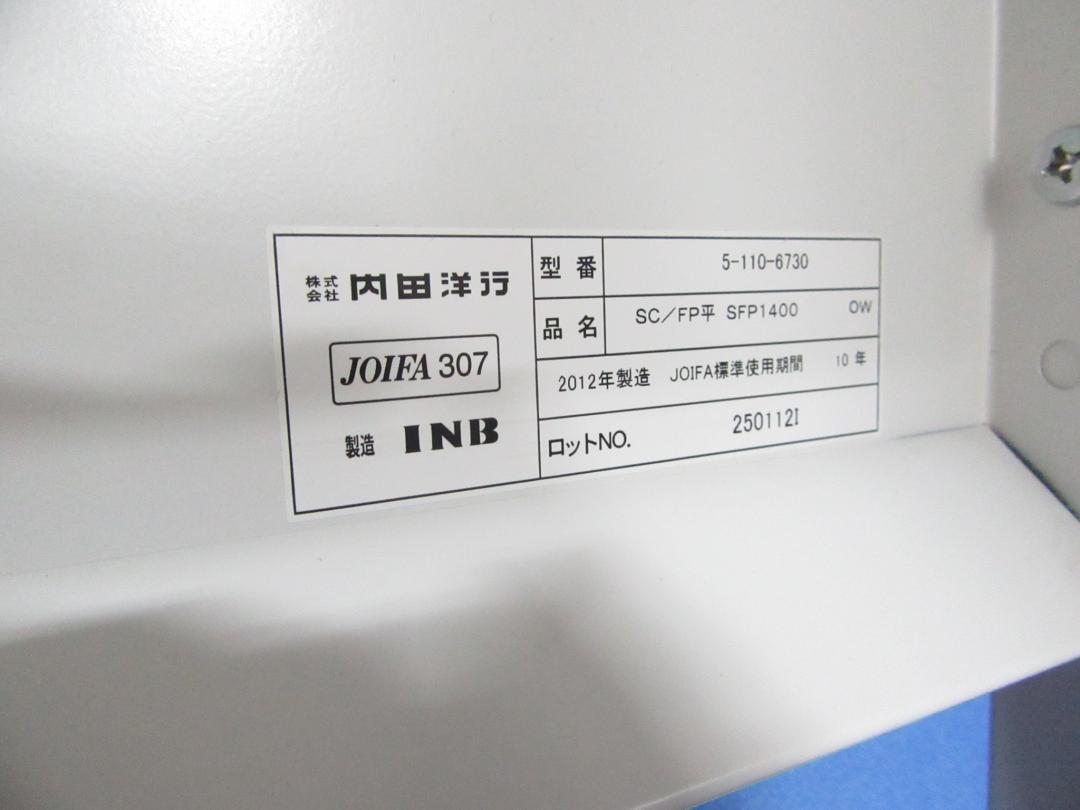 株式会社 内田洋行
JOIFA 307
製造 INB
型番 5-110-6730
品名 SC／FP平 SFP1400 OW
2012年製造 JOIFA標準使用期間 10年
ロットNO. 250112I